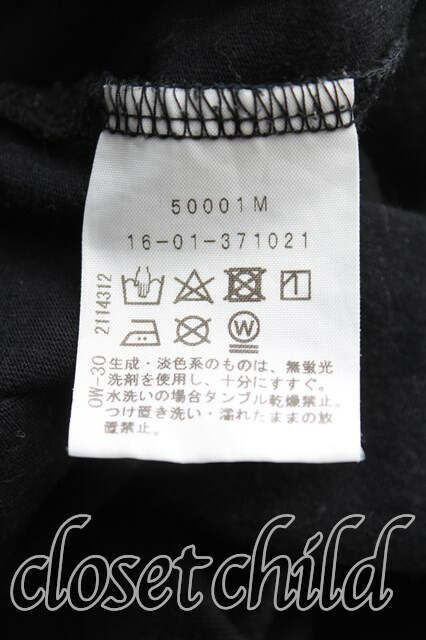 50001M
16-01-371021
2114312
OW-30
生成・淡色系のものは、無蛍光
洗剤を使用し、十分にすすぐ。
水洗いの場合タンブル乾燥禁止。
つけ置き洗い・濡れたままの放
置禁止。
W
closet child